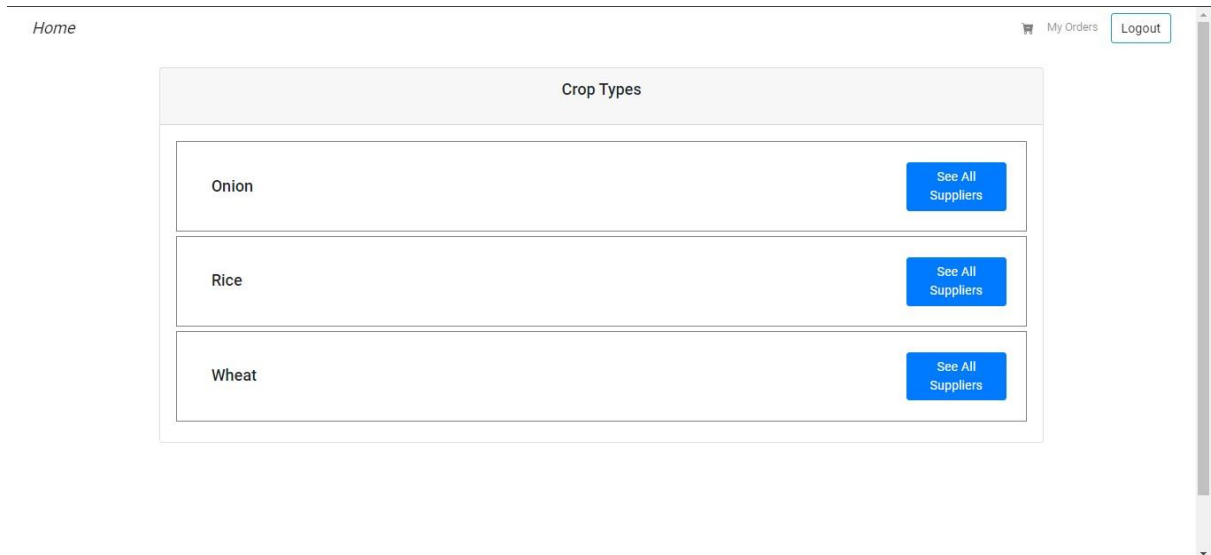 Home
My Orders
Logout
Crop Types
Onion
See All
Suppliers
Rice
See All
Suppliers
Wheat
See All
Suppliers